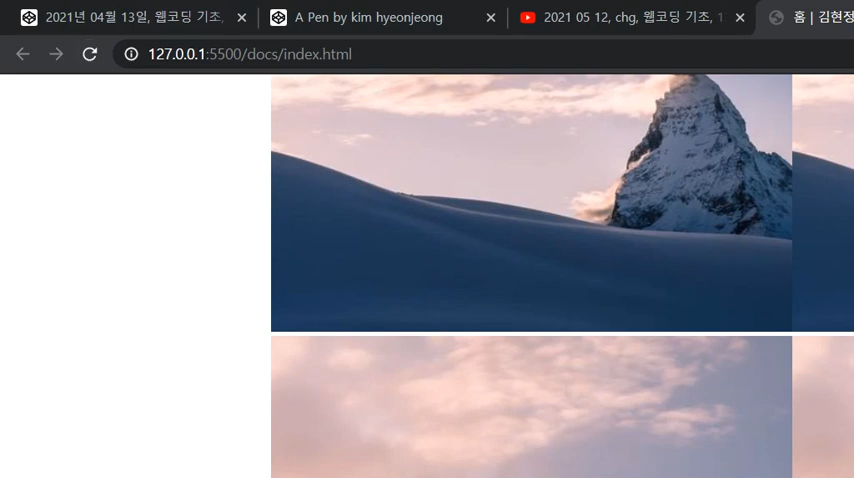 2021년 04월 13일, 웹코딩 기초,
A Pen by kim hyeonjeong
2021 05 12, chg, 웹코딩 기초, 1
홈 | 김현정
127.0.0.1:5500/docs/index.html